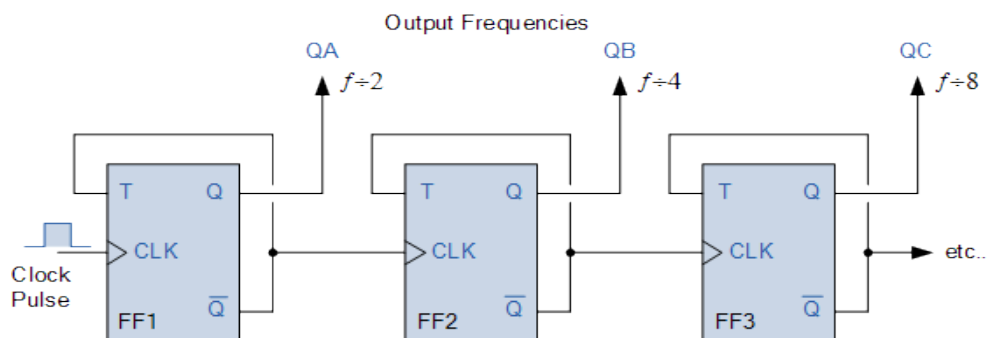 Output Frequencies
QA
f÷2
QB
f÷4
QC
f÷8
T Q
T Q
T Q
CLK
CLK
CLK
etc..
Clock
Pulse
Q̅
Q̅
Q̅
FF1
FF2
FF3